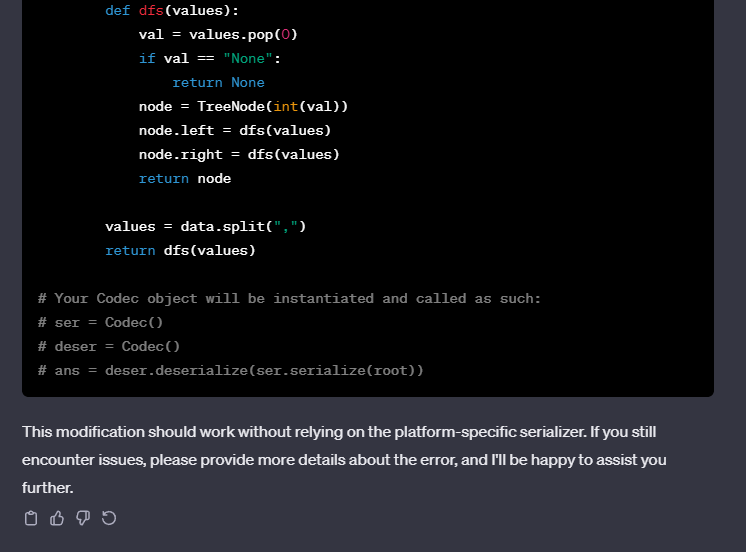 def dfs(values):
val = values.pop(0)
if val == "None":
return None
node = TreeNode(int(val))
node.left = dfs(values)
node.right = dfs(values)
return node
values = data.split(",")
return dfs(values)
# Your Codec object will be instantiated and called as such:
# ser = Codec()
# deser = Codec()
# ans = deser.deserialize(ser.serialize(root))
This modification should work without relying on the platform-specific serializer. If you still
encounter issues, please provide more details about the error, and I'll be happy to assist you
further.